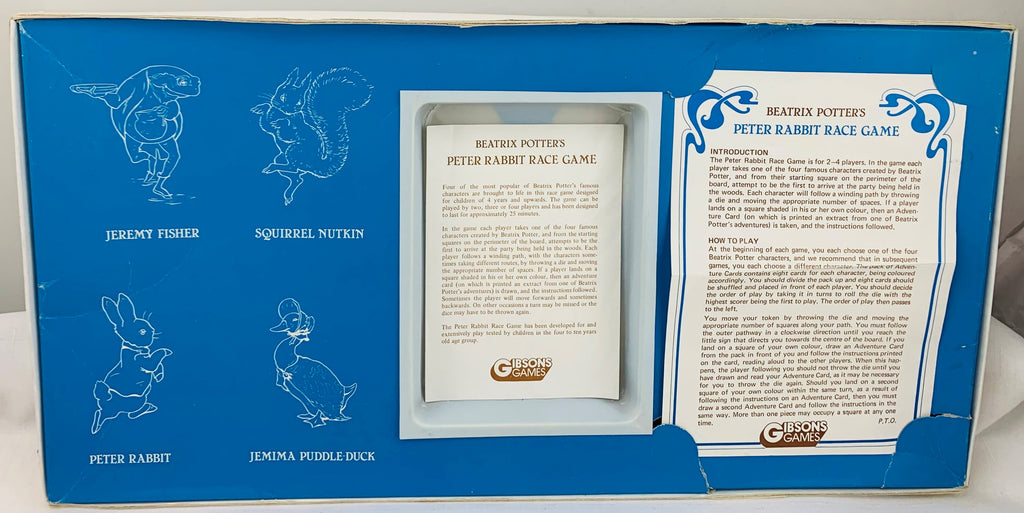 JEREMY FISHER
SQUIRREL NUTKIN
PETER RABBIT
JEMIMA PUDDLE-DUCK
BEATRIX POTTER'S
PETER RABBIT RACE GAME
Four of the most popular of Beatrix Potter's famous
characters are brought to life in this race game designed
for children of 4 years and upwards. The game can be
played by two, three or four players and has been designed
to last for approximately 25 minutes.
In the game each player takes one of the four famous
characters created by Beatrix Potter, and from the starting
squares on the perimeter of the board, attempts to be the
first to arrive at the party being held in the woods. Each
player follows a winding path, with the characters some-
times taking different routes, by throwing a die and moving
the appropriate number of spaces. If a player lands on a
square shaded in his or her own colour, then an adventure
card (on which is printed an extract from one of Beatrix
Potter's adventures) is drawn, and the instructions followed.
Sometimes the player will move forwards and sometimes
backwards. On other occasions a turn may be missed or the
dice may have to be thrown again.
The Peter Rabbit Race Game has been developed for and
extensively play tested by children in the four to ten years
old age group.
GIBSONS
GAMES
BEATRIX POTTER'S
PETER RABBIT RACE GAME
INTRODUCTION
The Peter Rabbit Race Game is for 2–4 players. In the game each
player takes one of the four famous characters created by Beatrix
Potter, and from their starting square on the perimeter of the
board, attempt to be the first to arrive at the party being held in
the woods. Each character will follow a winding path by throwing
a die and moving the appropriate number of spaces. If a player
lands on a square shaded in his or her own colour, then an Adven-
ture Card (on which is printed an extract from one of Beatrix
Potter's adventures) is taken, and the instructions followed.
HOW TO PLAY
At the beginning of each game, you each choose one of the four
Beatrix Potter characters, and we recommend that in subsequent
games, you each choose a different character. The pack of Adven-
ture Cards contains eight cards for each character, being coloured
accordingly. You should divide the pack up and eight cards should
be shuffled and placed in front of each player. You should decide
the order of play by taking it in turns to roll the die with the
highest scorer being the first to play. The order of play then passes
to the left.
You move your token by throwing the die and moving the
appropriate number of squares along your path. You must follow
the outer pathway in a clockwise direction until you reach the
little sign that directs you towards the centre of the board. If you
land on a square of your own colour, draw an Adventure Card
from the pack in front of you and follow the instructions printed
on the card, reading aloud to the other players. When this hap-
pens, the player following you should not throw the die until you
have drawn and read your Adventure Card, as it may be necessary
for you to throw the die again. Should you land on a second
square of your own colour within the same turn, as a result of
following the instructions on an Adventure Card, then you must
draw a second Adventure Card and follow the instructions in the
same way. More than one piece may occupy a square at any one
time.
P.T.O.
GIBSONS
GAMES